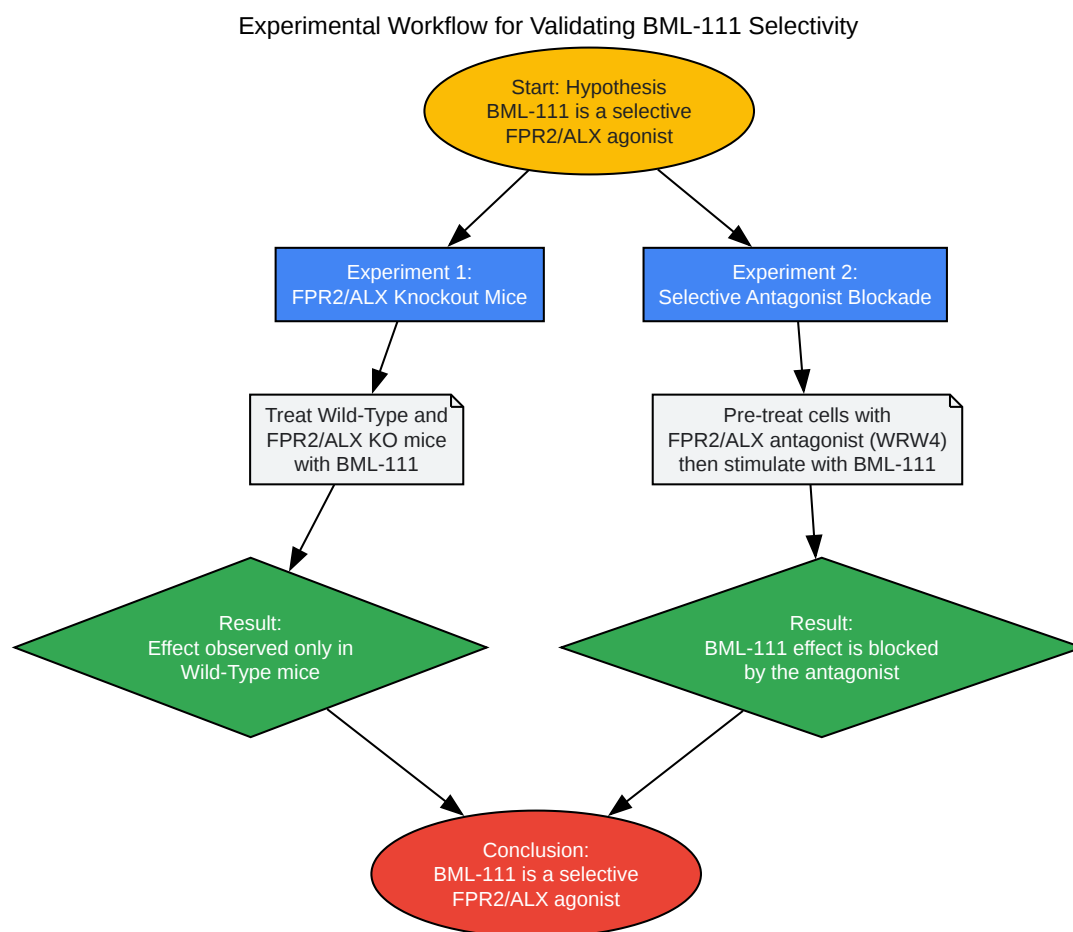 Experimental Workflow for Validating BML-111 Selectivity
Start: Hypothesis
BML-111 is a selective
FPR2/ALX agonist
Experiment 1:
FPR2/ALX Knockout Mice
Experiment 2:
Selective Antagonist Blockade
Treat Wild-Type and
FPR2/ALX KO mice
with BML-111
Pre-treat cells with
FPR2/ALX antagonist (WRW4)
then stimulate with BML-111
Result:
Effect observed only in
Wild-Type mice
Result:
BML-111 effect is blocked
by the antagonist
Conclusion:
BML-111 is a selective
FPR2/ALX agonist